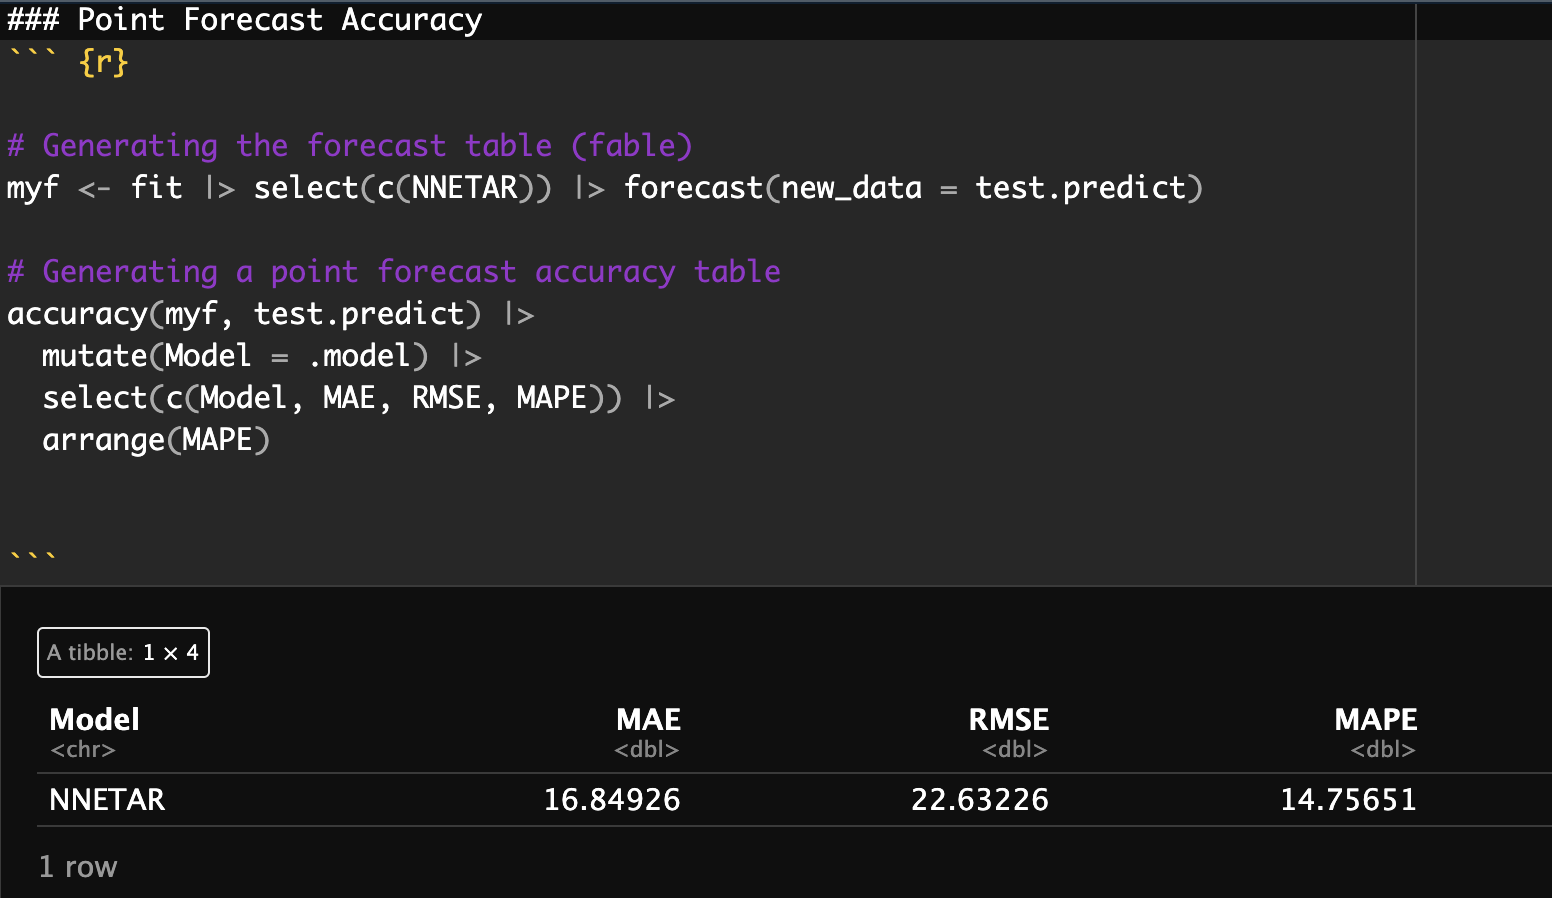 ### Point Forecast Accuracy
``` {r}
# Generating the forecast table (fable)
myf <- fit |> select(c(NNETAR)) |> forecast(new_data = test.predict)
# Generating a point forecast accuracy table
accuracy(myf, test.predict) |>
  mutate(Model = .model) |>
  select(c(Model, MAE, RMSE, MAPE)) |>
  arrange(MAPE)
```
A tibble: 1 × 4
Model MAE RMSE MAPE
<chr> <dbl> <dbl> <dbl>
NNETAR 16.84926 22.63226 14.75651
1 row